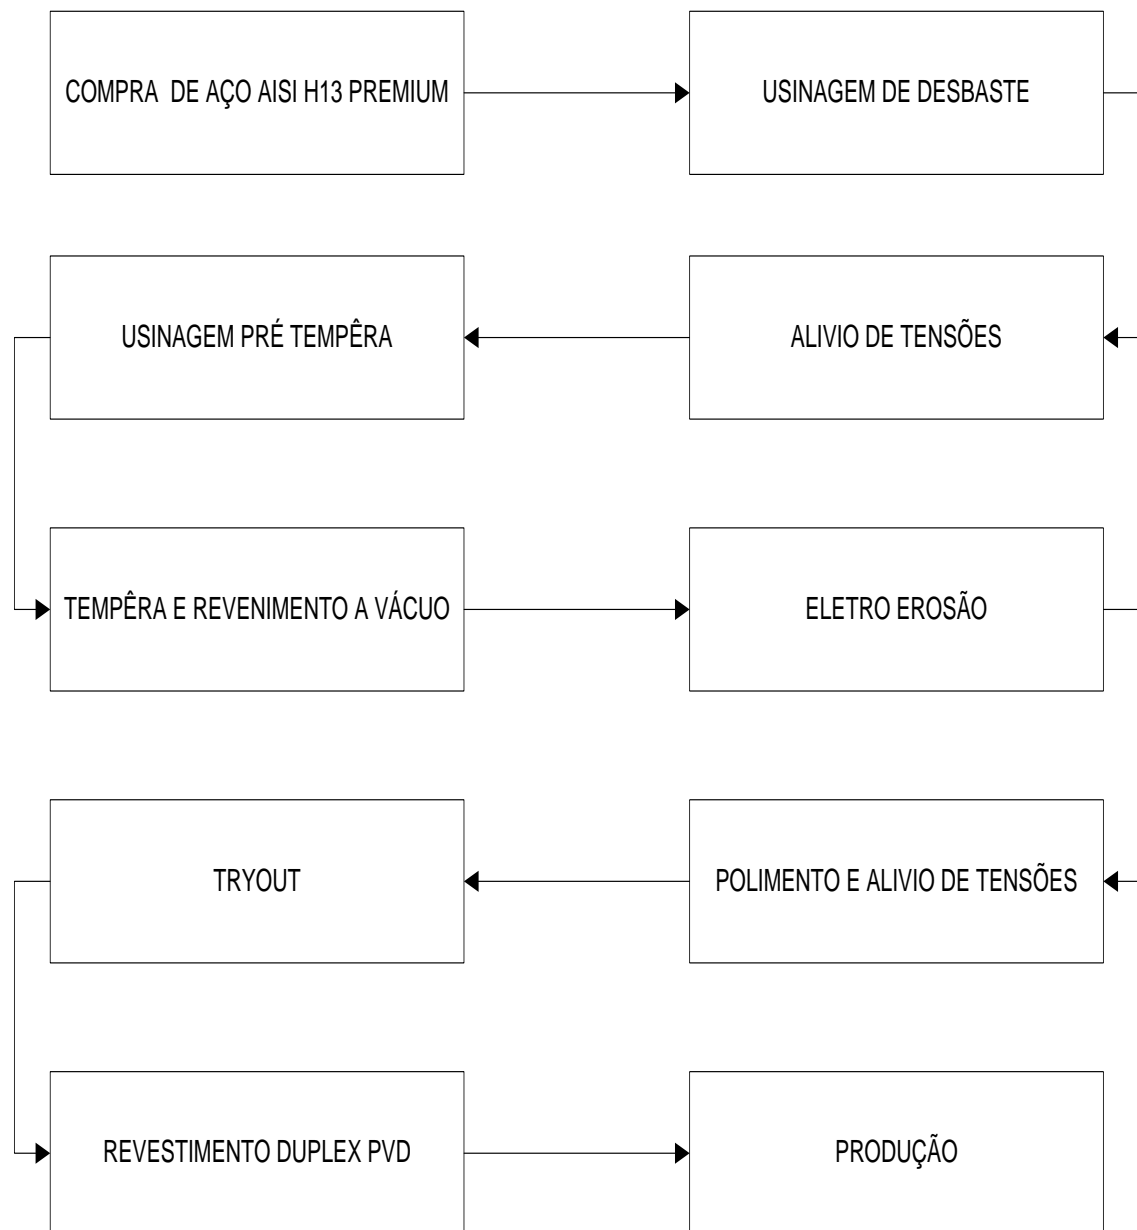 COMPRA  DE AÇO AISI H13 PREMIUM
USINAGEM DE DESBASTE
USINAGEM PRÉ TEMPÊRA
ALIVIO DE TENSÕES
TEMPÊRA E REVENIMENTO A VÁCUO
ELETRO EROSÃO
TRYOUT
POLIMENTO E ALIVIO DE TENSÕES
REVESTIMENTO DUPLEX PVD
PRODUÇÃO